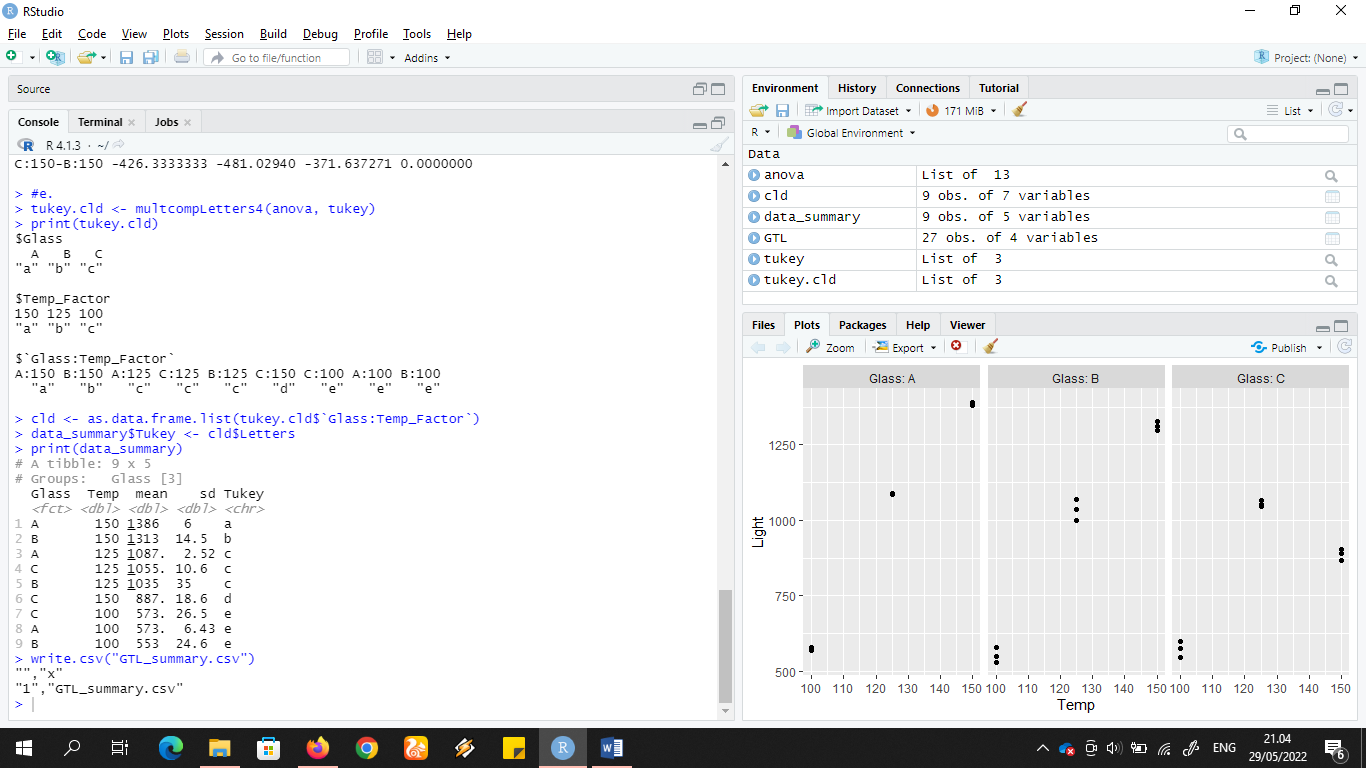 RStudio
File Edit Code View Plots Session Build Debug Profile Tools Help
Go to file/function Addins Project: (None)
Source
Console Terminal Jobs
R 4.1.3 · ~/
C:150-B:150 -426.3333333 -481.02940 -371.637271 0.0000000
> #e.
> tukey.cld <- multcompLetters4(anova, tukey)
> print(tukey.cld)
$Glass
A B C
"a" "b" "c"
$Temp_Factor
150 125 100
"a" "b" "c"
$`Glass:Temp_Factor`
A:150 B:150 A:125 C:125 B:125 C:150 C:100 A:100 B:100
"a" "b" "c" "c" "c" "d" "e" "e" "e"
> cld <- as.data.frame.list(tukey.cld$`Glass:Temp_Factor`)
> data_summary$Tukey <- cld$Letters
> print(data_summary)
# A tibble: 9 x 5
# Groups: Glass [3]
Glass Temp mean sd Tukey
<fct> <dbl> <dbl> <dbl> <chr>
1 A 150 1386 6 a
2 B 150 1313 14.5 b
3 A 125 1087. 2.52 c
4 C 125 1055. 10.6 c
5 B 125 1035 35 c
6 C 150 887. 18.6 d
7 C 100 573. 26.5 e
8 A 100 573. 6.43 e
9 B 100 553 24.6 e
> write.csv("GTL_summary.csv")
"","x"
"1","GTL_summary.csv"
>
Environment History Connections Tutorial
Import Dataset 171 MiB List
R Global Environment
Data
anova List of 13
cld 9 obs. of 7 variables
data_summary 9 obs. of 5 variables
GTL 27 obs. of 4 variables
tukey List of 3
tukey.cld List of 3
Files Plots Packages Help Viewer
Zoom Export Publish
Glass: A Glass: B Glass: C
1250
1000
750
500
Light
100 110 120 130 140 150 100 110 120 130 140 150 100 110 120 130 140 150
Temp
ENG
21.04
29/05/2022
6